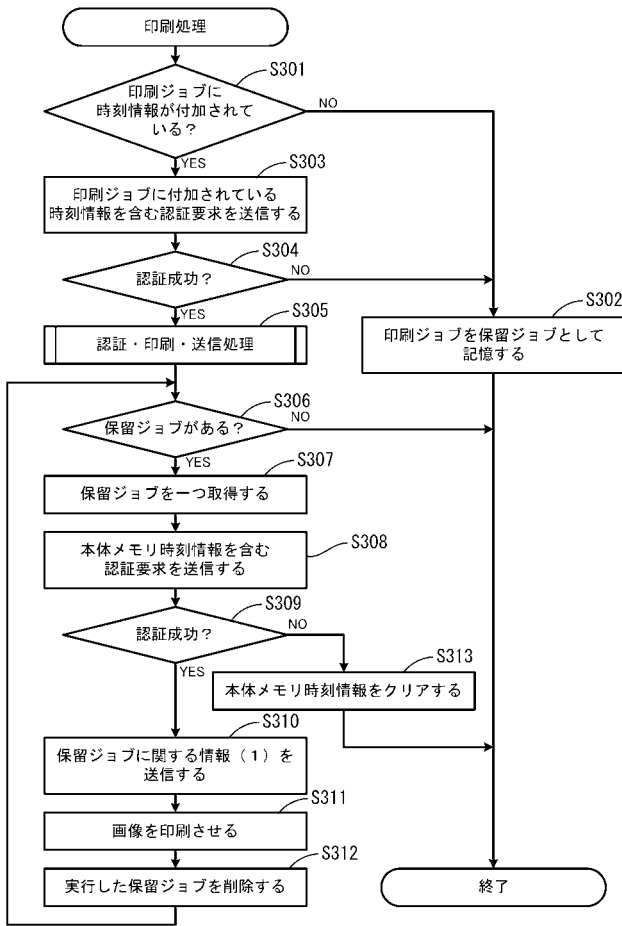 印刷処理
S301
印刷ジョブに
時刻情報が付加されて
いる？
NO
YES
S303
印刷ジョブに付加されている
時刻情報を含む認証要求を送信する
S304
認証成功？
NO
YES
S302
印刷ジョブを保留ジョブとして
記憶する
S305
認証・印刷・送信処理
S306
保留ジョブがある？
NO
YES
S307
保留ジョブを一つ取得する
S308
本体メモリ時刻情報を含む
認証要求を送信する
S309
認証成功？
NO
YES
S313
本体メモリ時刻情報をクリアする
S310
保留ジョブに関する情報（１）を
送信する
S311
画像を印刷させる
S312
実行した保留ジョブを削除する
終了